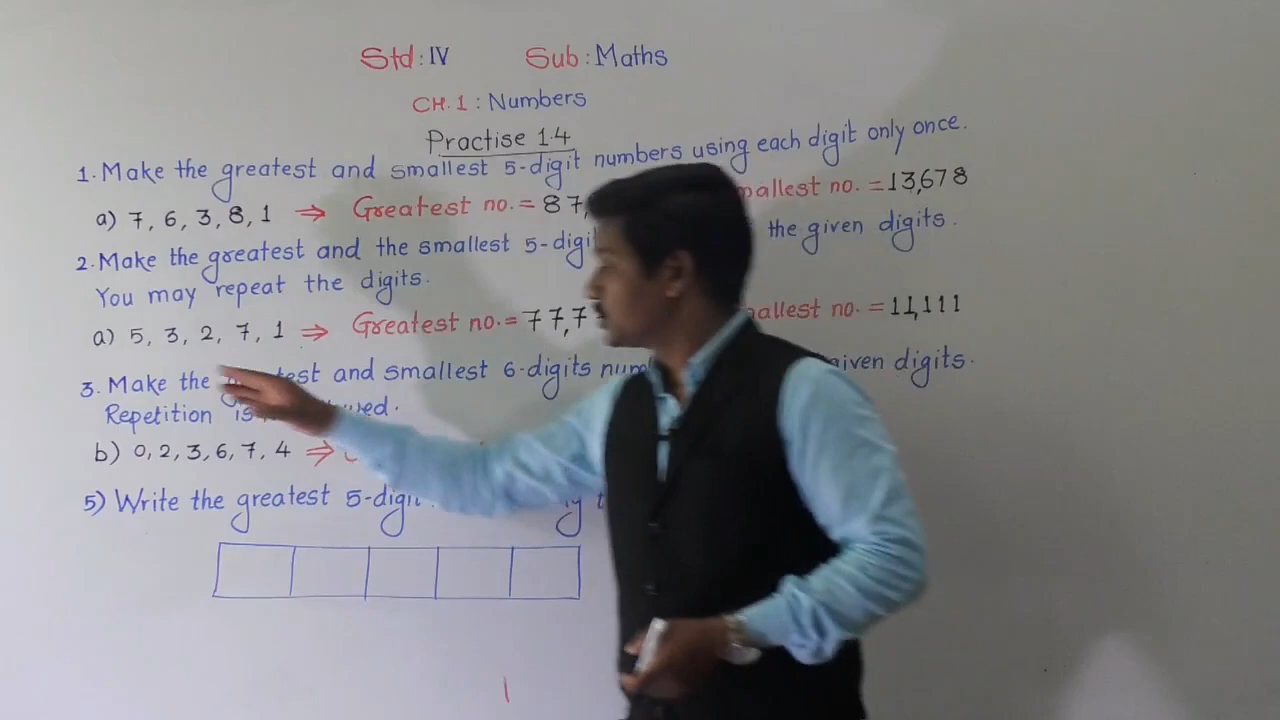 Std : IV Sub : Maths
CH. 1 : Numbers
Practise 1.4
1. Make the greatest and smallest 5-digit numbers using each digit only once.
a) 7, 6, 3, 8, 1 ⇒ Greatest no. = 87, mallest no. = 13,678
2. Make the greatest and the smallest 5-digit the given digits.
You may repeat the digits.
a) 5, 3, 2, 7, 1 ⇒ Greatest no. = 77,7 allest no. = 11,111
3. Make the and smallest 6-digits num given digits.
Repetition is
b) 0, 2, 3, 6, 7, 4 ⇒
5) Write the greatest 5-digit